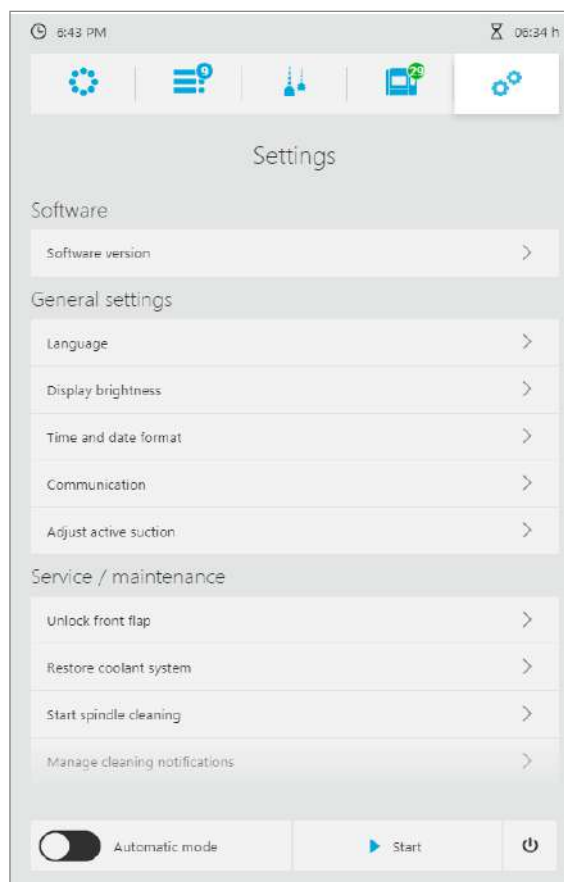 6:43 PM
06:34 h
9
29
Settings
Software
Software version
General settings
Language
Display brightness
Time and date format
Communication
Adjust active suction
Service / maintenance
Unlock front flap
Restore coolant system
Start spindle cleaning
Manage cleaning notifications
Automatic mode
Start